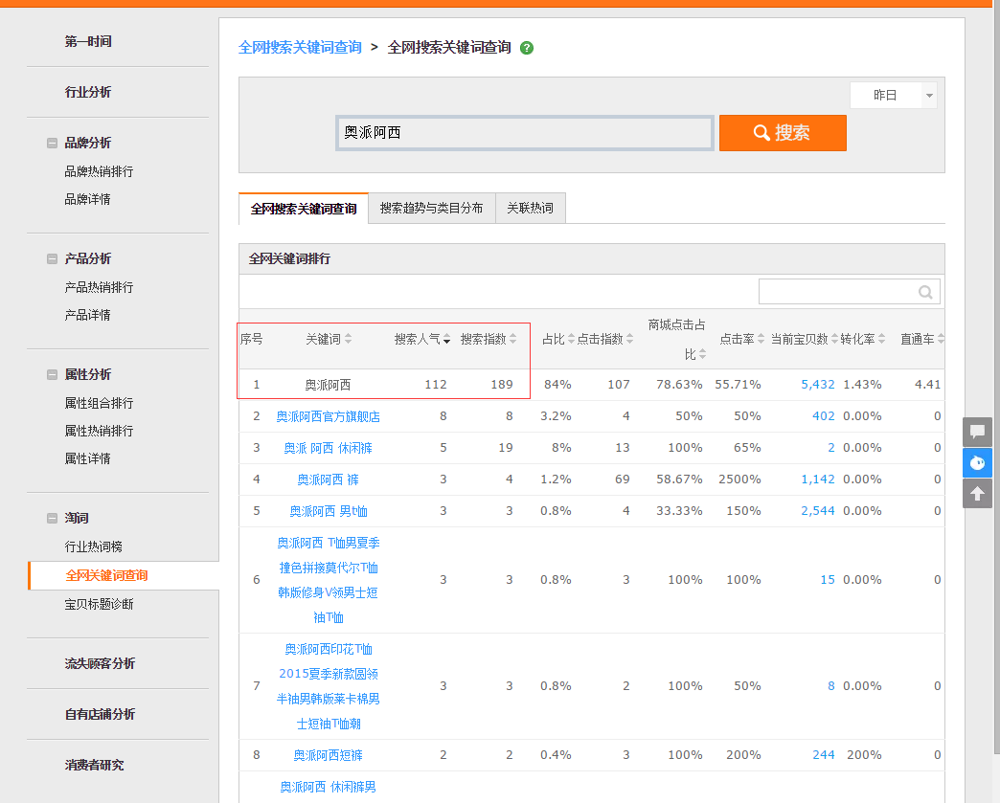 第一时间
行业分析
品牌分析
品牌热销排行
品牌详情
产品分析
产品热销排行
产品详情
属性分析
属性组合排行
属性热销排行
属性详情
淘词
行业热词榜
全网关键词查询
宝贝标题诊断
流失顾客分析
自有店铺分析
消费者研究
全网搜索关键词查询 > 全网搜索关键词查询 ?
昨日
奥派阿西 搜索
全网搜索关键词查询 搜索趋势与类目分布 关联热词
全网关键词排行
序号 关键词 搜索人气 搜索指数 占比 点击指数 商城点击占比 点击率 当前宝贝数 转化率 直通车
1 奥派阿西 112 189 84% 107 78.63% 55.71% 5,432 1.43% 4.41
2 奥派阿西官方旗舰店 8 8 3.2% 4 50% 50% 402 0.00% 0
3 奥派 阿西 休闲裤 5 19 8% 13 100% 65% 2 0.00% 0
4 奥派阿西 裤 3 4 1.2% 69 58.67% 2500% 1,142 0.00% 0
5 奥派阿西 男t恤 3 3 0.8% 4 33.33% 150% 2,544 0.00% 0
奥派阿西 T恤男夏季
撞色拼接莫代尔T恤
6 韩版修身V领男士短 3 3 0.8% 3 100% 100% 15 0.00% 0
袖T恤
奥派阿西印花T恤
2015夏季新款圆领
7 半袖男韩版莱卡棉男 3 3 0.8% 2 100% 50% 8 0.00% 0
士短袖T恤潮
8 奥派阿西短裤 2 2 0.4% 3 100% 200% 244 200% 0
奥派阿西 休闲裤男